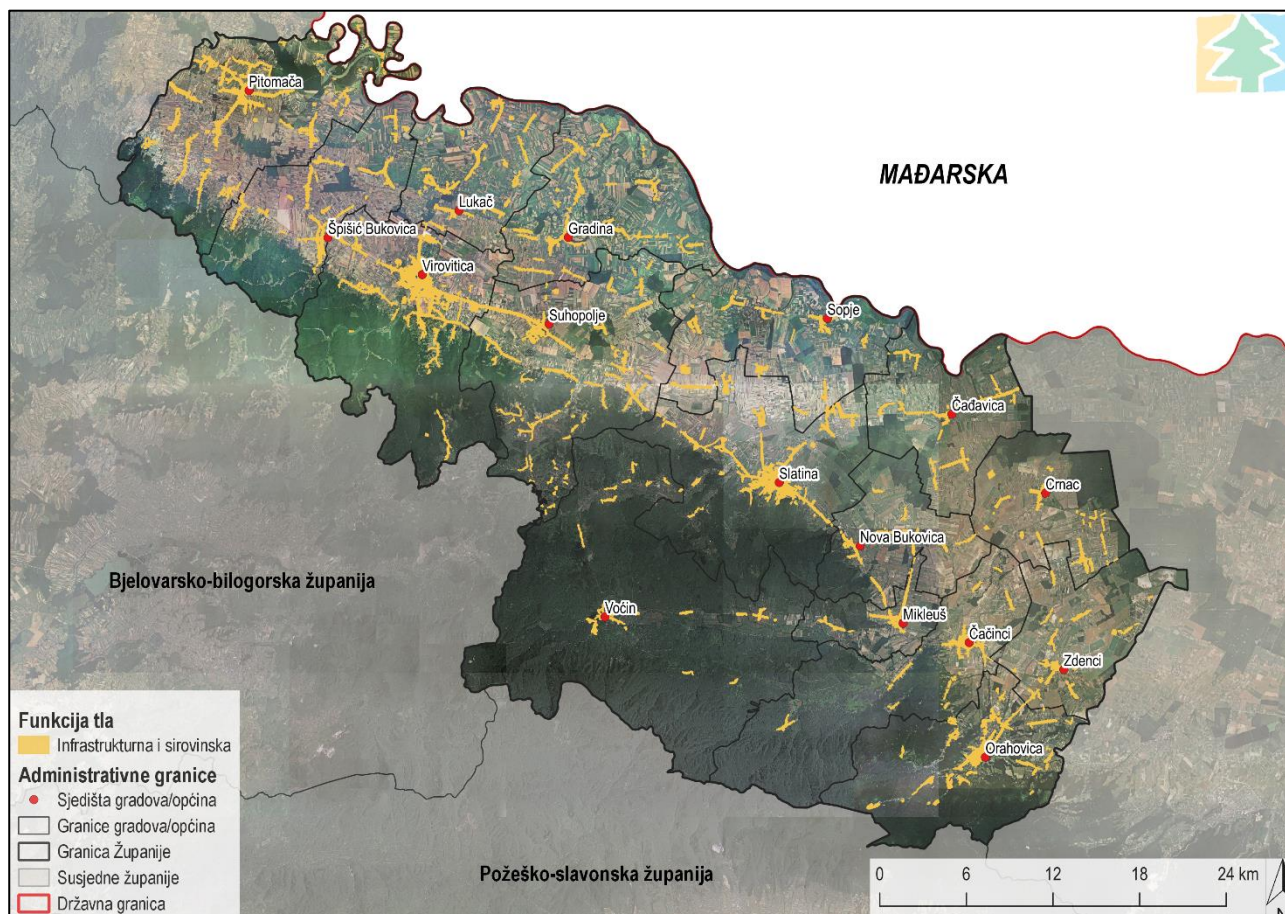 Pitomača
MAĐARSKA
Lukač
Špišić Bukovica
Gradina
Virovitica
Suhopolje
Sopje
Čađavica
Slatina
Crnac
Nova Bukovica
Bjelovarsko-bilogorska županija
Voćin
Mikleuš
Čačinci
Zdenci
Orahovica
Požeško-slavonska županija
Funkcija tla
Infrastrukturna i sirovinska
Administrativne granice
Sjedišta gradova/općina
Granice gradova/općina
Granica Županije
Susjedne županije
Državna granica
0 6 12 18 24 km
N